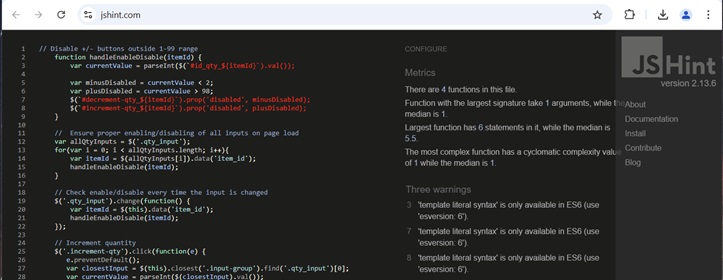 jshint.com
1 // Disable +/- buttons outside 1-99 range
2 function handleEnableDisable(itemId) {
3 var currentValue = parseInt($(`#id_qty_${itemId}`).val());
4
5 var minusDisabled = currentValue < 2;
6 var plusDisabled = currentValue > 98;
7 $(`#decrement-qty_${itemId}`).prop('disabled', minusDisabled);
8 $(`#increment-qty_${itemId}`).prop('disabled', plusDisabled);
9 }
10
11 // Ensure proper enabling/disabling of all inputs on page load
12 var allQtyInputs = $('.qty_input');
13 for(var i = 0; i < allQtyInputs.length; i++){
14 var itemId = $(allQtyInputs[i]).data('item_id');
15 handleEnableDisable(itemId);
16 }
17
18 // Check enable/disable every time the input is changed
19 $('.qty_input').change(function() {
20 var itemId = $(this).data('item_id');
21 handleEnableDisable(itemId);
22 });
23
24 // Increment quantity
25 $('.increment-qty').click(function(e) {
26 e.preventDefault();
27 var closestInput = $(this).closest('.input-group').find('.qty_input')[0];
28 var currentValue = parseInt($(closestInput).val());
CONFIGURE
Metrics
There are 4 functions in this file.
Function with the largest signature take 1 arguments, while the
median is 1.
Largest function has 6 statements in it, while the median is
5.5.
The most complex function has a cyclomatic complexity value
of 1 while the median is 1.
Three warnings
3 'template literal syntax' is only available in ES6 (use
'esversion: 6').
7 'template literal syntax' is only available in ES6 (use
'esversion: 6').
8 'template literal syntax' is only available in ES6 (use
'esversion: 6').
JSHint
version 2.13.6
About
Documentation
Install
Contribute
Blog